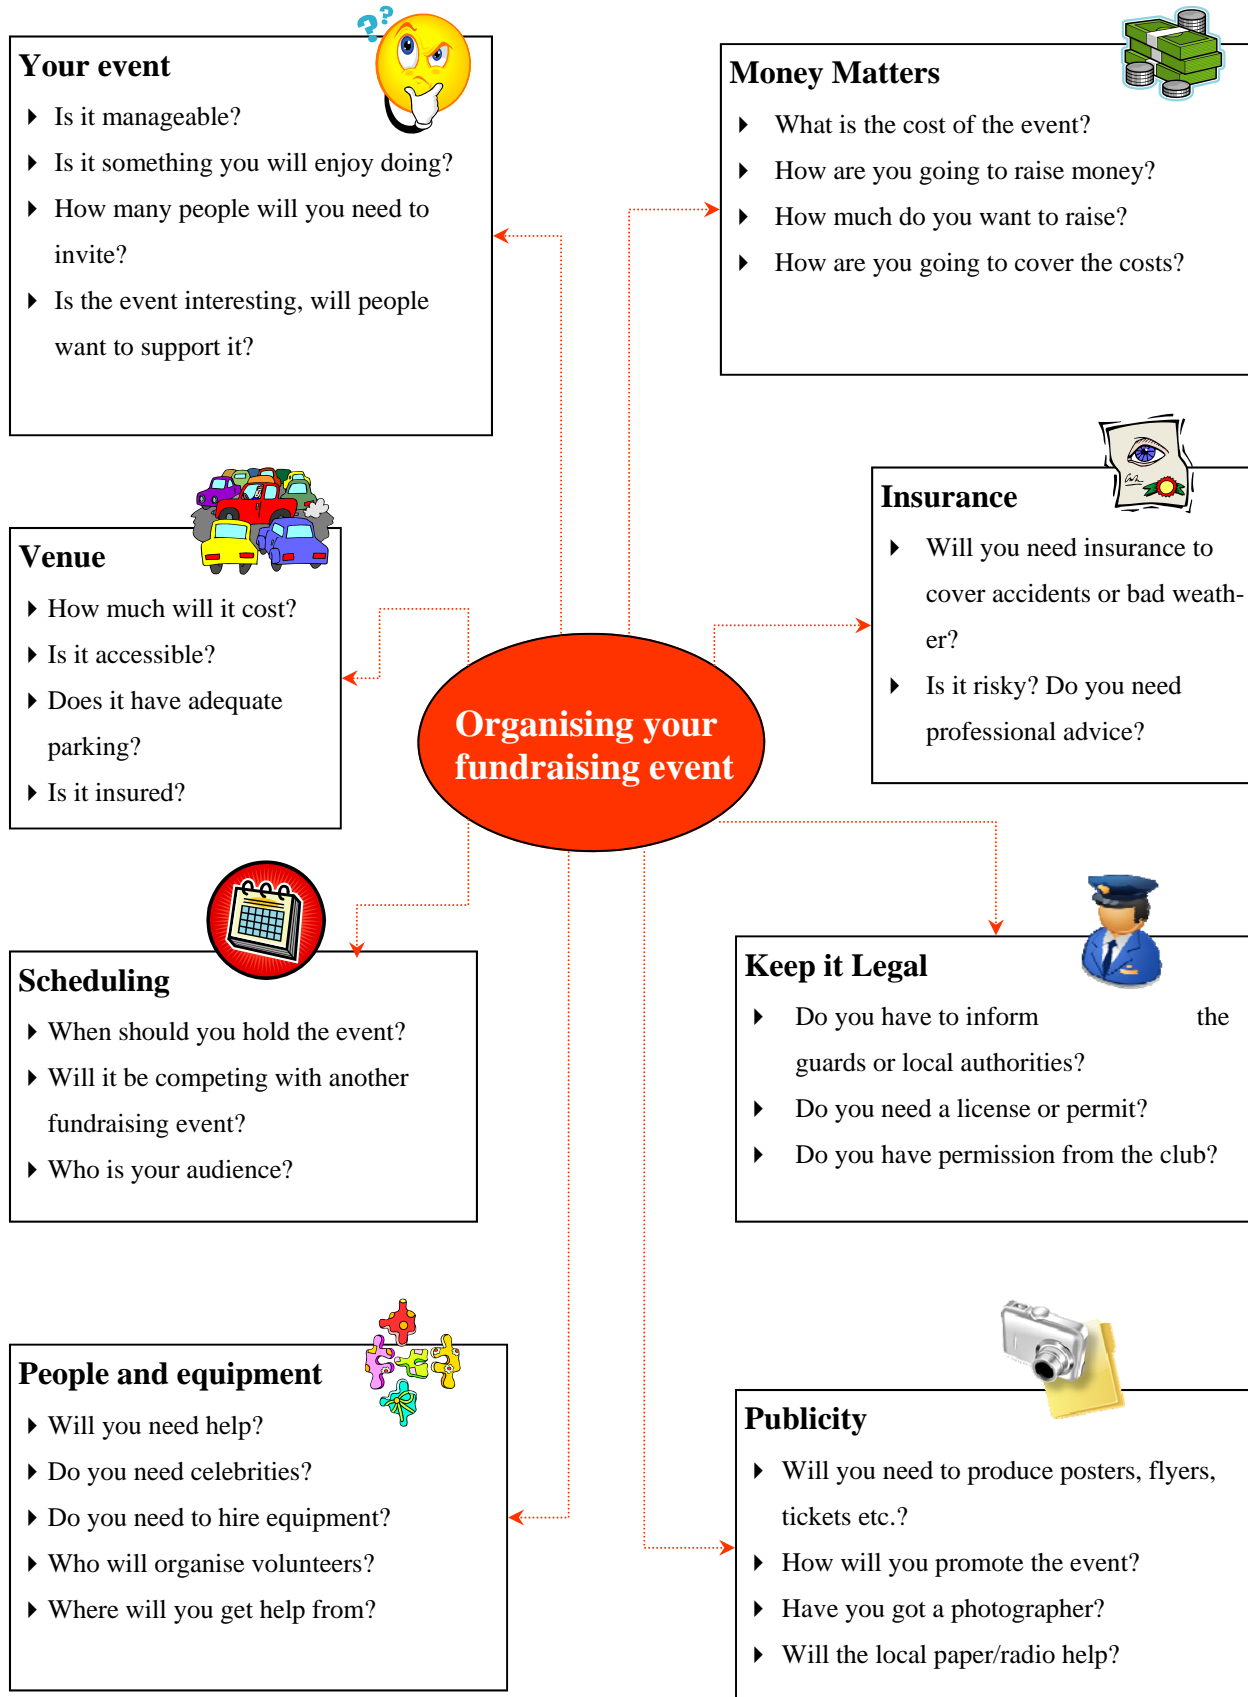 ??
Your event
Is it manageable?
Is it something you will enjoy doing?
How many people will you need to
invite?
Is the event interesting, will people
want to support it?
Money Matters
What is the cost of the event?
How are you going to raise money?
How much do you want to raise?
How are you going to cover the costs?
Venue
How much will it cost?
Is it accessible?
Does it have adequate
parking?
Is it insured?
Insurance
Will you need insurance to
cover accidents or bad weath-
er?
Is it risky? Do you need
professional advice?
Organising your
fundraising event
Scheduling
When should you hold the event?
Will it be competing with another
fundraising event?
Who is your audience?
Keep it Legal
Do you have to inform the
guards or local authorities?
Do you need a license or permit?
Do you have permission from the club?
People and equipment
Will you need help?
Do you need celebrities?
Do you need to hire equipment?
Who will organise volunteers?
Where will you get help from?
Publicity
Will you need to produce posters, flyers,
tickets etc.?
How will you promote the event?
Have you got a photographer?
Will the local paper/radio help?